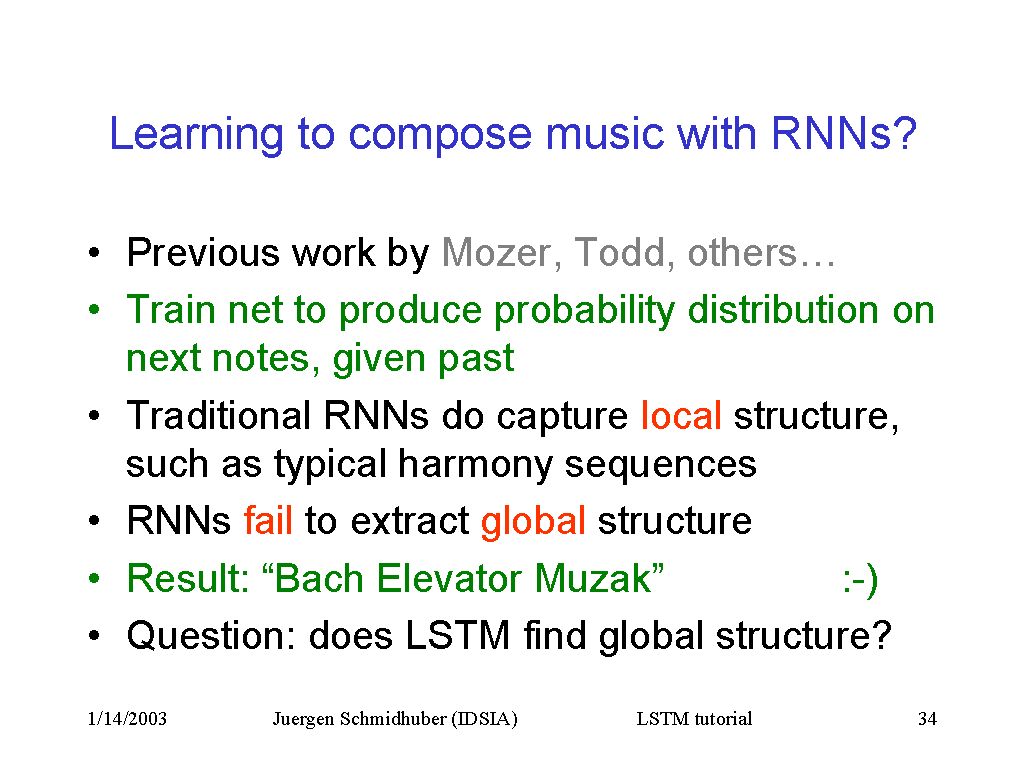 Learning to compose music with RNNs?
• Previous work by Mozer, Todd, others…
• Train net to produce probability distribution on
next notes, given past
• Traditional RNNs do capture local structure,
such as typical harmony sequences
• RNNs fail to extract global structure
• Result: “Bach Elevator Muzak” :-)
• Question: does LSTM find global structure?
1/14/2003 Juergen Schmidhuber (IDSIA) LSTM tutorial 34